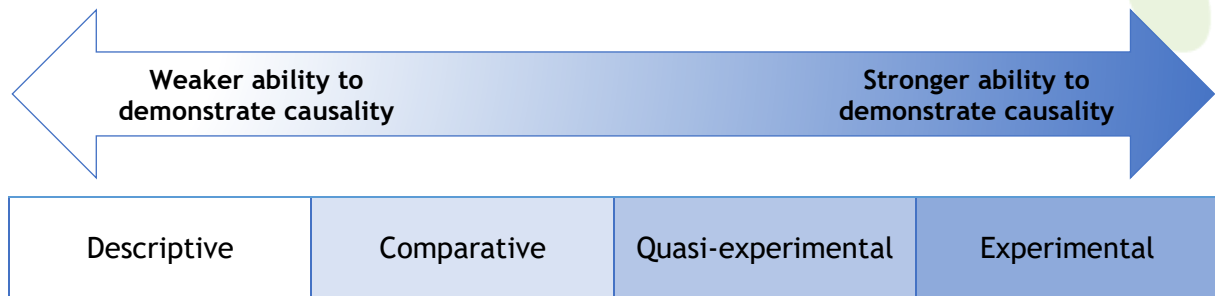 Weaker ability to
demonstrate causality
Stronger ability to
demonstrate causality
Descriptive
Comparative
Quasi-experimental
Experimental